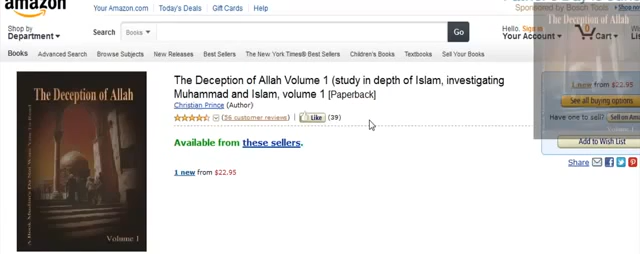 amazon
Your Amazon.com | Today's Deals | Gift Cards | Help
Shop by
Department
Search
Books
Go
Hello. Sign in
Your Account
0
Cart
Wish
Books
Advanced Search
Browse Subjects
New Releases
Best Sellers
The New York Times® Best Sellers
Children's Books
Textbooks
Sell Your Books
The Deception of Allah
Volume 1
The Deception of Allah Volume 1 (study in depth of Islam, investigating
Muhammad and Islam, volume 1 [Paperback]
Christian Prince (Author)
(36 customer reviews) | Like (39)
Available from these sellers.
1 new from $22.95
The Deception of Allah
1 new from $22.95
See all buying options
Have one to sell? Sell on Ama
Add to Wish List
Share